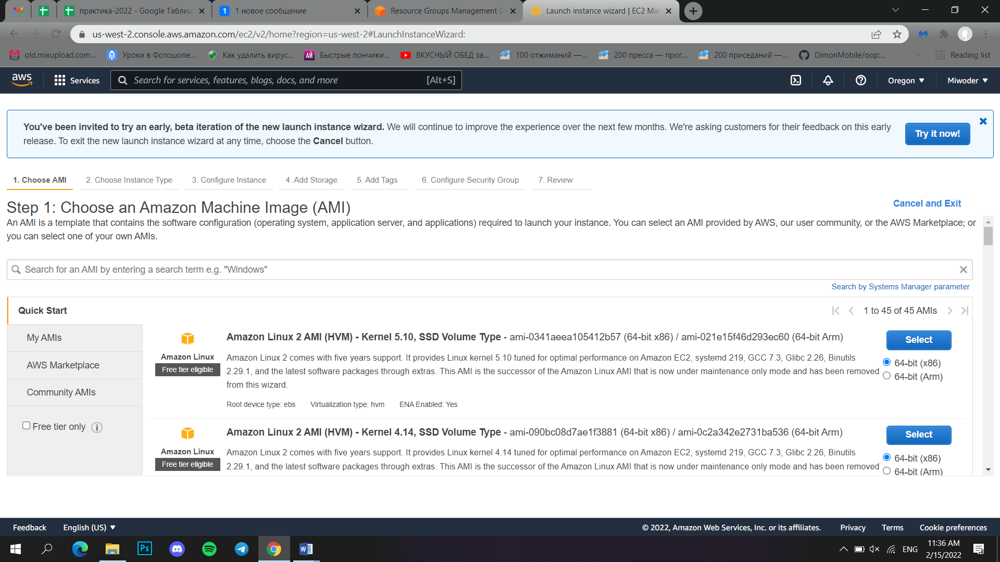 практика-2022 - Google Таблиц
1
1 новое сообщение
Resource Groups Management C
Launch instance wizard | EC2 Ma
us-west-2.console.aws.amazon.com/ec2/v2/home?region=us-west-2#LaunchInstanceWizard:
old.mixupload.com...
Уроки в Фотошопе...
Как удалить вирус...
АЙ
Быстрые пончики...
ВКУСНЫЙ ОБЕД за...
100 отжиманий —...
200 пресса — прог...
200 приседаний —...
DimonMobile/oop:...
»
Reading list
aws
Services
Search for services, features, blogs, docs, and more
[Alt+S]
Oregon
Miwoder
You've been invited to try an early, beta iteration of the new launch instance wizard. We will continue to improve the experience over the next few months. We're asking customers for their feedback on this early
release. To exit the new launch instance wizard at any time, choose the Cancel button.
Try it now!
1. Choose AMI
2. Choose Instance Type
3. Configure Instance
4. Add Storage
5. Add Tags
6. Configure Security Group
7. Review
Step 1: Choose an Amazon Machine Image (AMI)
Cancel and Exit
An AMI is a template that contains the software configuration (operating system, application server, and applications) required to launch your instance. You can select an AMI provided by AWS, our user community, or the AWS Marketplace; or
you can select one of your own AMIs.
Search for an AMI by entering a search term e.g. "Windows"
Search by Systems Manager parameter
Quick Start
1 to 45 of 45 AMIs
My AMIs
AWS Marketplace
Community AMIs
Free tier only
i
Amazon Linux
Free tier eligible
Amazon Linux 2 AMI (HVM) - Kernel 5.10, SSD Volume Type - ami-0341aeea105412b57 (64-bit x86) / ami-021e15f46d293ec60 (64-bit Arm)
Amazon Linux 2 comes with five years support. It provides Linux kernel 5.10 tuned for optimal performance on Amazon EC2, systemd 219, GCC 7.3, Glibc 2.26, Binutils
2.29.1, and the latest software packages through extras. This AMI is the successor of the Amazon Linux AMI that is now under maintenance only mode and has been removed
from this wizard.
Root device type: ebs
Virtualization type: hvm
ENA Enabled: Yes
Select
64-bit (x86)
64-bit (Arm)
Amazon Linux
Free tier eligible
Amazon Linux 2 AMI (HVM) - Kernel 4.14, SSD Volume Type - ami-090bc08d7ae1f3881 (64-bit x86) / ami-0c2a342e2731ba536 (64-bit Arm)
Amazon Linux 2 comes with five years support. It provides Linux kernel 4.14 tuned for optimal performance on Amazon EC2, systemd 219, GCC 7.3, Glibc 2.26, Binutils
2.29.1, and the latest software packages through extras. This AMI is the successor of the Amazon Linux AMI that is now under maintenance only mode and has been removed
Select
64-bit (x86)
64-bit (Arm)
Feedback
English (US)
© 2022, Amazon Web Services, Inc. or its affiliates.
Privacy
Terms
Cookie preferences
Ps
W
ENG
11:36 AM
2/15/2022